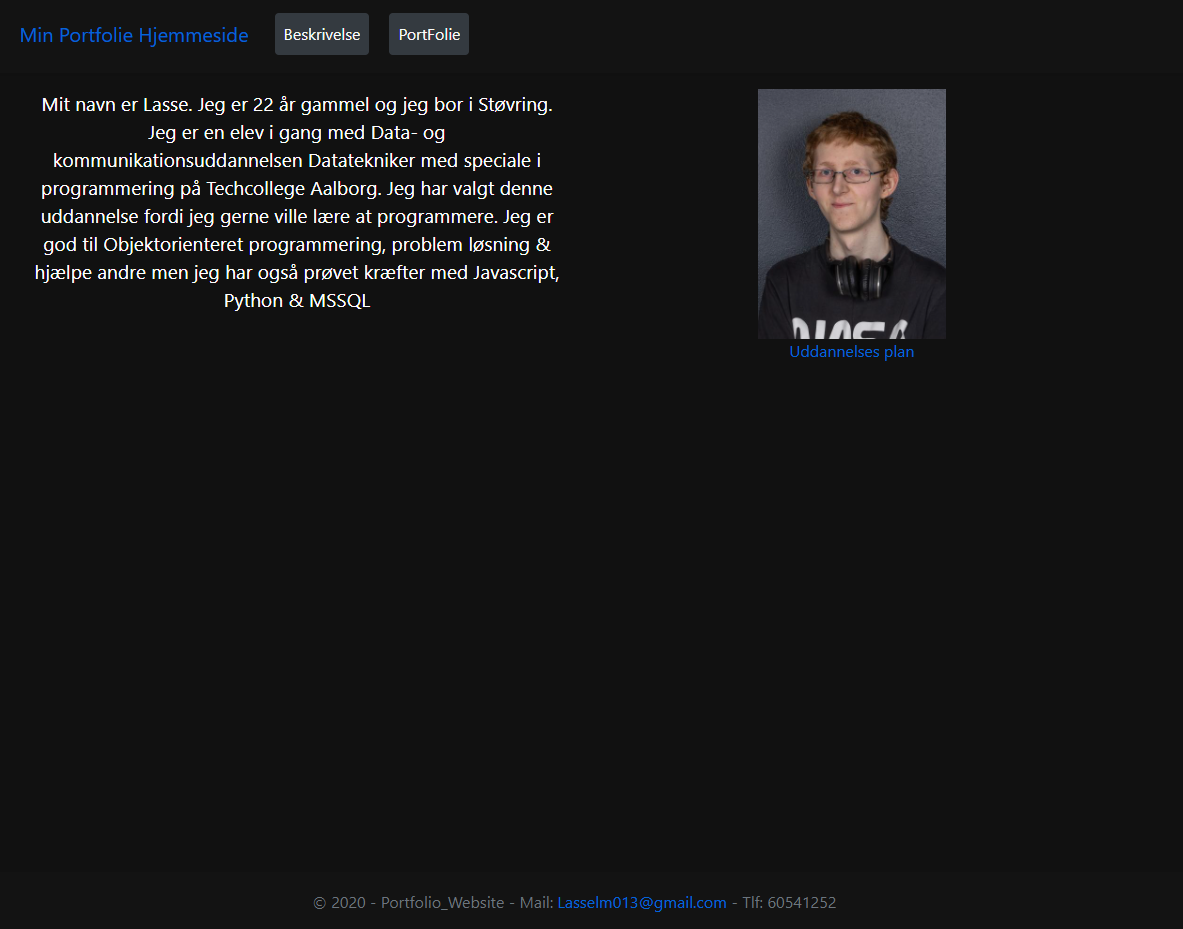 Min Portfolie Hjemmeside Beskrivelse PortFolie
Mit navn er Lasse. Jeg er 22 år gammel og jeg bor i Støvring.
Jeg er en elev i gang med Data- og
kommunikationsuddannelsen Datatekniker med speciale i
programmering på Techcollege Aalborg. Jeg har valgt denne
uddannelse fordi jeg gerne ville lære at programmere. Jeg er
god til Objektorienteret programmering, problem løsning &
hjælpe andre men jeg har også prøvet kræfter med Javascript,
Python & MSSQL
NASA
Uddannelses plan
© 2020 - Portfolio_Website - Mail: Lasselm013@gmail.com - Tlf: 60541252